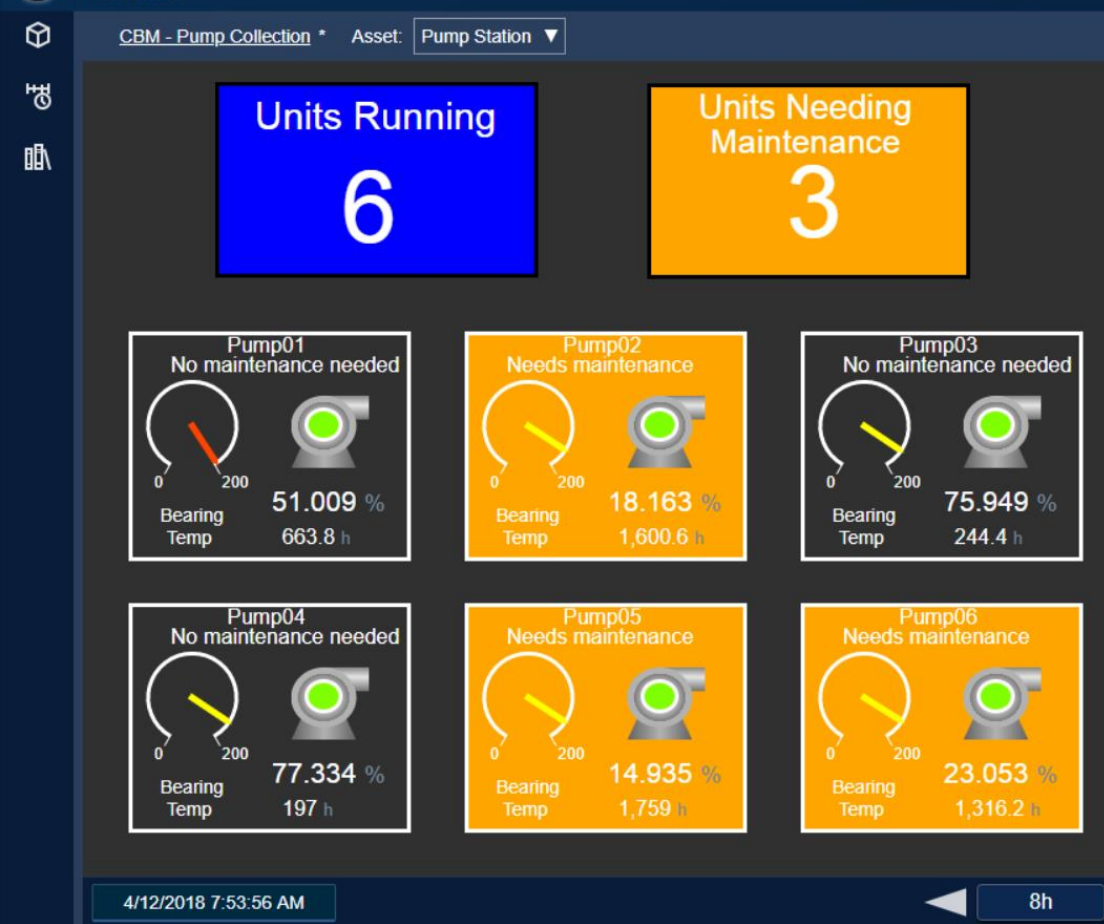 CBM - Pump Collection * Asset: Pump Station ▼
Units Running
6
Units Needing
Maintenance
3
Pump01
No maintenance needed
0 200
Bearing
Temp
51.009 %
663.8 h
Pump02
Needs maintenance
0 200
Bearing
Temp
18.163 %
1,600.6 h
Pump03
No maintenance needed
0 200
Bearing
Temp
75.949 %
244.4 h
Pump04
No maintenance needed
0 200
Bearing
Temp
77.334 %
197 h
Pump05
Needs maintenance
0 200
Bearing
Temp
14.935 %
1,759 h
Pump06
Needs maintenance
0 200
Bearing
Temp
23.053 %
1,316.2 h
4/12/2018 7:53:56 AM
8h